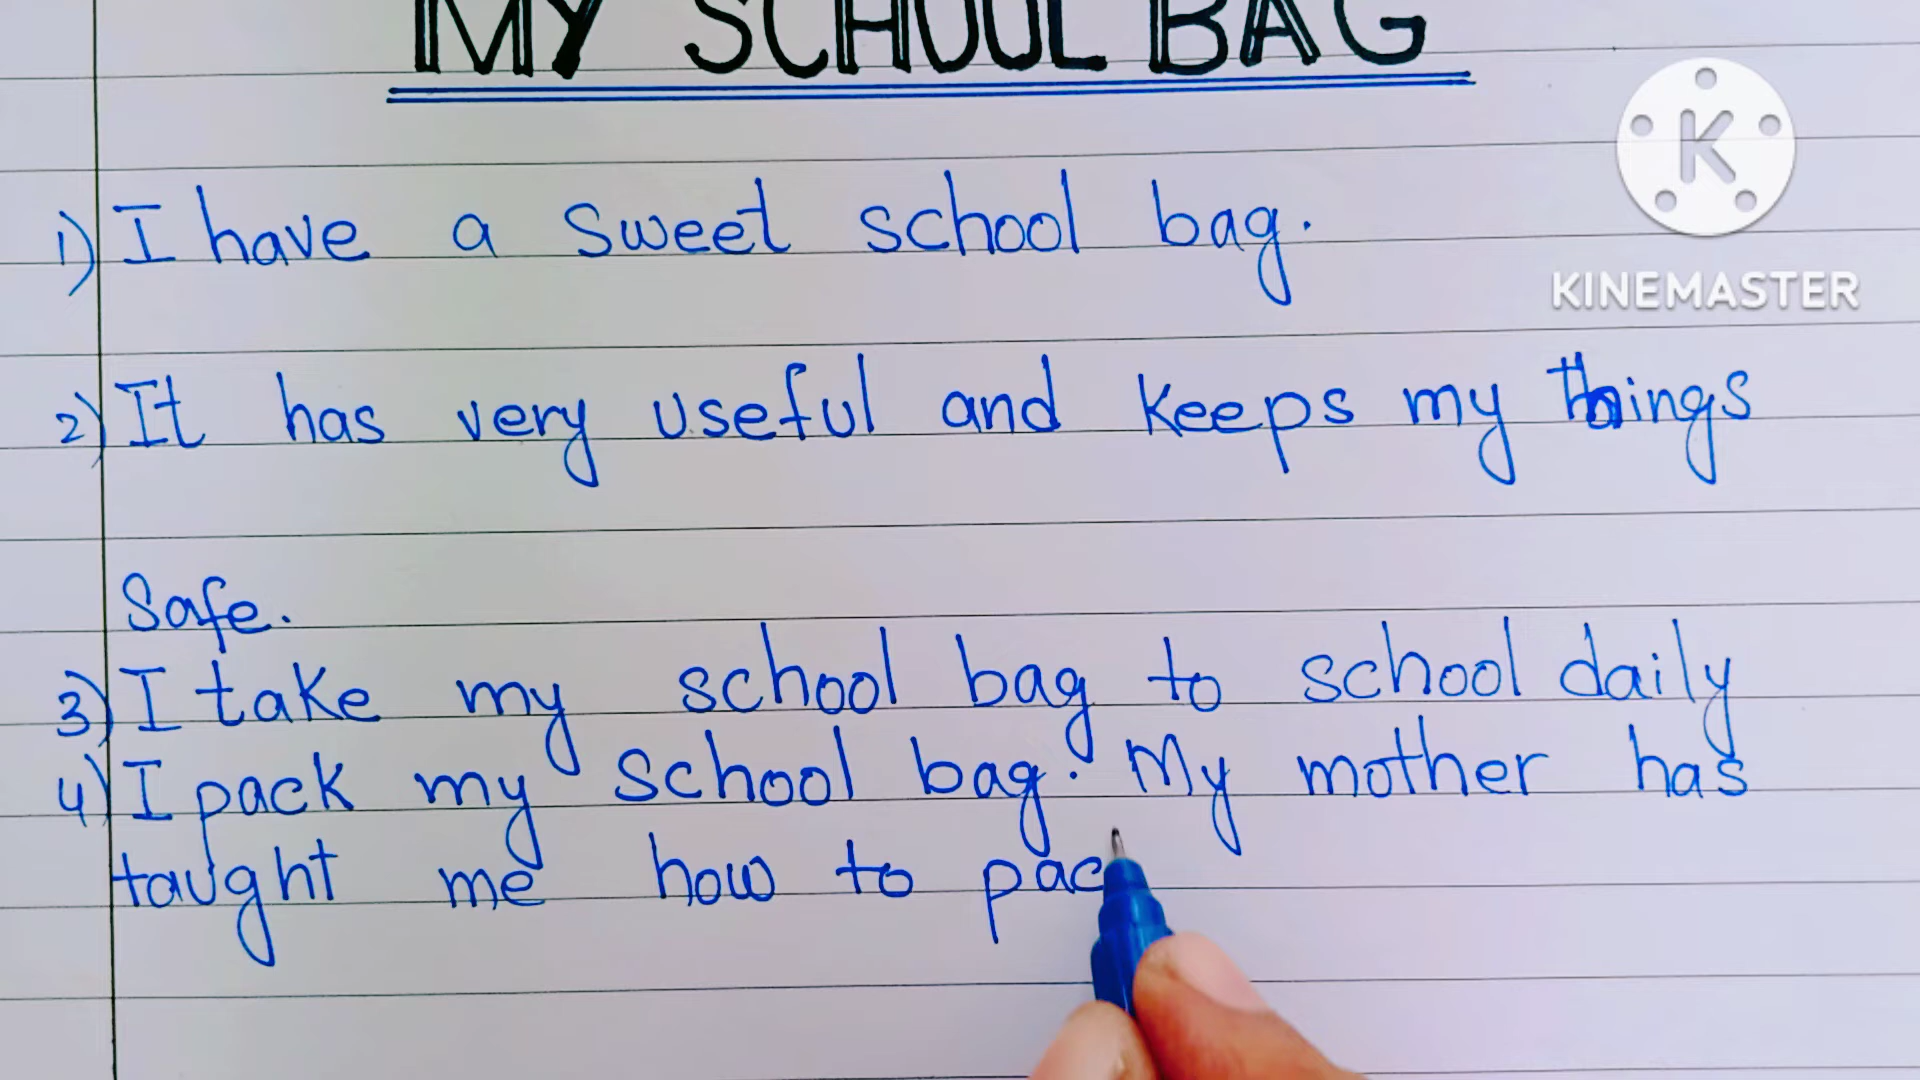 MY SCHOOL BAG
K
KINEMASTER
1) I have a sweet school bag.
2) It has very useful and keeps my things
safe.
3) I take my school bag to school daily
4) I pack my school bag. My mother has
taught me how to pac